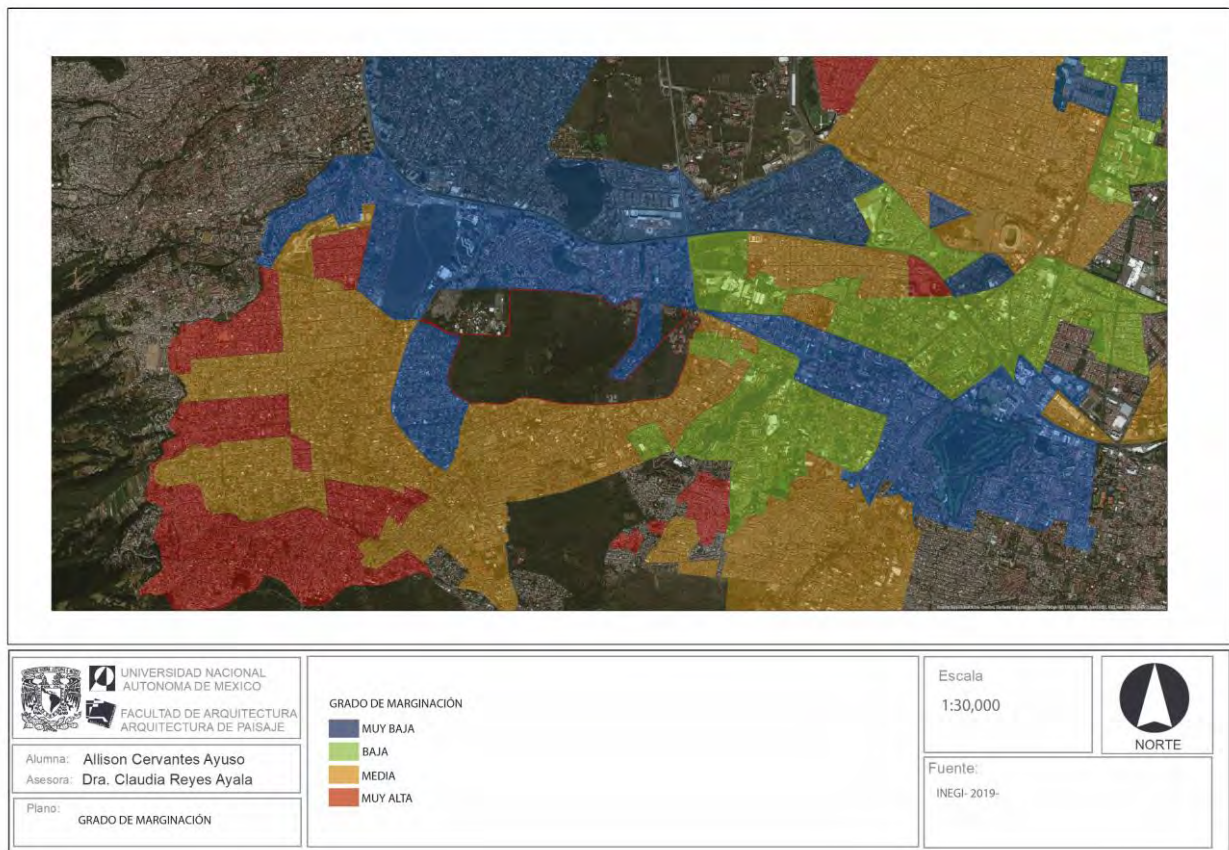 UNIVERSIDAD NACIONAL
AUTONOMA DE MEXICO
FACULTAD DE ARQUITECTURA
ARQUITECTURA DE PAISAJE
Alumna: Allison Cervantes Ayuso
Asesora: Dra. Claudia Reyes Ayala
Plano:
GRADO DE MARGINACIÓN
GRADO DE MARGINACIÓN
MUY BAJA
BAJA
MEDIA
MUY ALTA
Escala
1:30,000
NORTE
Fuente:
INEGI- 2019-